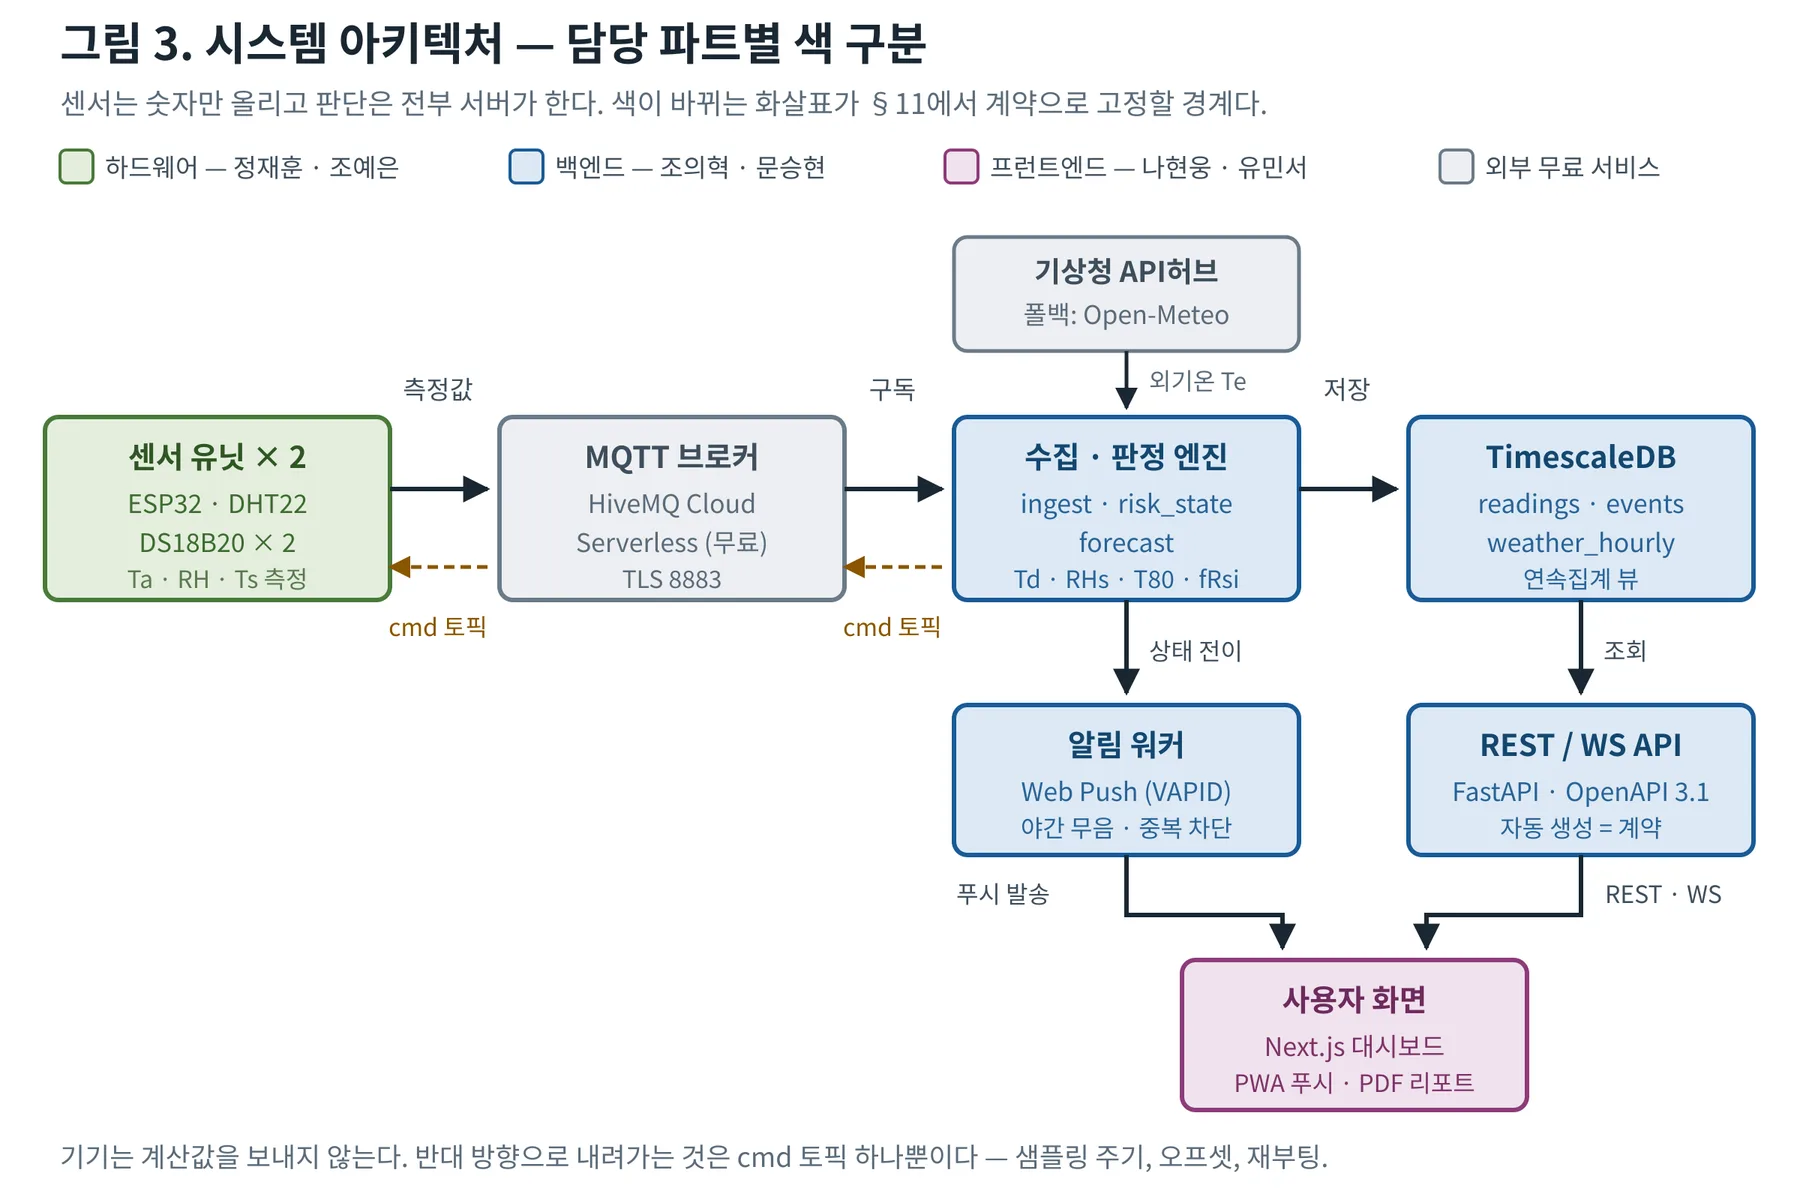 그림 3. 시스템 아키텍처 — 담당 파트별 색 구분
센서는 숫자만 올리고 판단은 전부 서버가 한다. 색이 바뀌는 화살표가 §11에서 계약으로 고정할 경계다.
하드웨어 — 정재훈 · 조예은
백엔드 — 조의혁 · 문승현
프런트엔드 — 나현웅 · 유민서
외부 무료 서비스
기상청 API허브
폴백: Open-Meteo
외기온 Te
측정값
구독
저장
센서 유닛 × 2
ESP32 · DHT22
DS18B20 × 2
Ta · RH · Ts 측정
MQTT 브로커
HiveMQ Cloud
Serverless (무료)
TLS 8883
수집 · 판정 엔진
ingest · risk_state
forecast
Td · RHs · T80 · fRsi
TimescaleDB
readings · events
weather_hourly
연속집계 뷰
cmd 토픽
cmd 토픽
상태 전이
조회
알림 워커
Web Push (VAPID)
야간 무음 · 중복 차단
REST / WS API
FastAPI · OpenAPI 3.1
자동 생성 = 계약
푸시 발송
REST · WS
사용자 화면
Next.js 대시보드
PWA 푸시 · PDF 리포트
기기는 계산값을 보내지 않는다. 반대 방향으로 내려가는 것은 cmd 토픽 하나뿐이다 — 샘플링 주기, 오프셋, 재부팅.